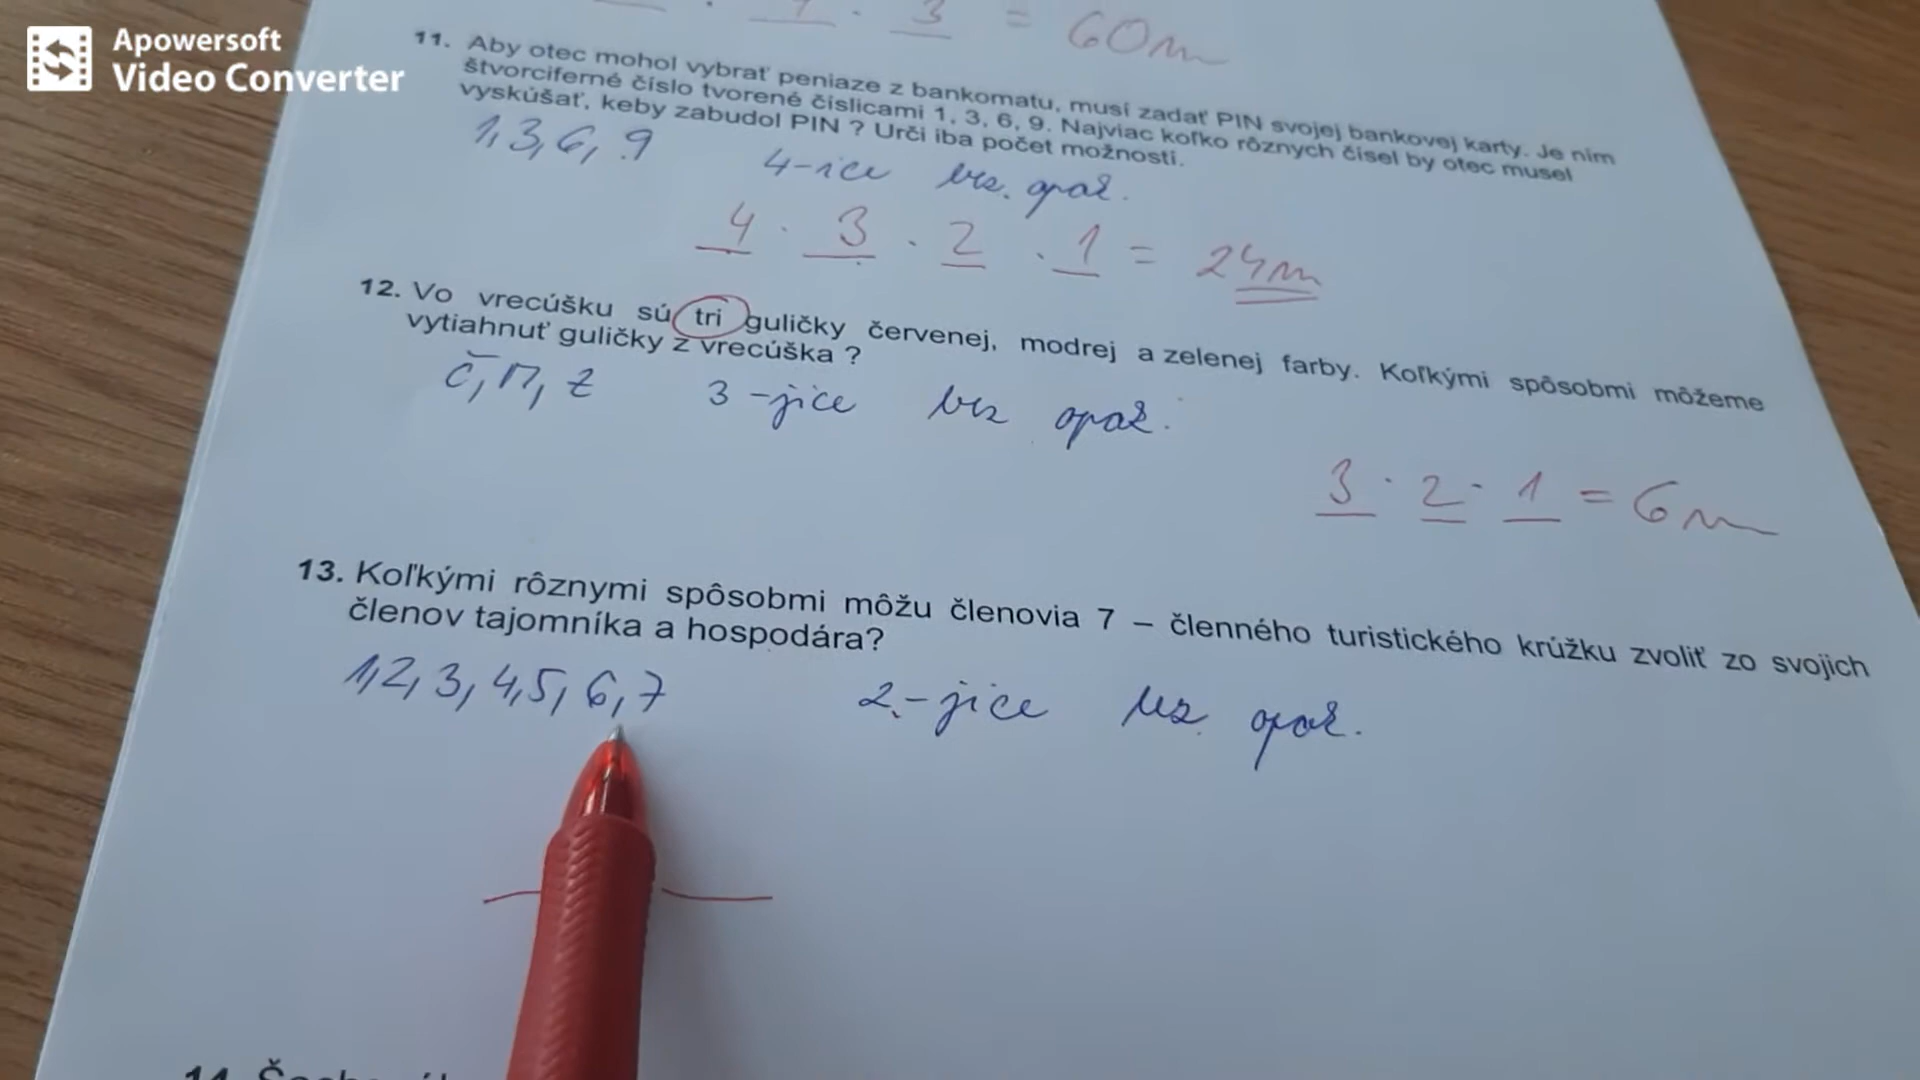 Apowersoft
Video Converter
3 = 60m
11. Aby otec mohol vybrať peniaze z bankomatu, musí zadať PIN svojej bankovej karty. Je ním
štvorciferné číslo tvorené číslicami 1, 3, 6, 9. Najviac koľko rôznych čísel by otec musel
vyskúšať, keby zabudol PIN ? Urči iba počet možností.
1, 3, 6, 9 4-ice bez. opak.
4 · 3 · 2 · 1 = 24m
12. Vo vrecúšku sú tri guličky červenej, modrej a zelenej farby. Koľkými spôsobmi môžeme
vytiahnuť guličky z vrecúška ?
Č, M, Z 3-jice bez opak.
3 · 2 · 1 = 6m
13. Koľkými rôznymi spôsobmi môžu členovia 7 – členného turistického krúžku zvoliť zo svojich
členov tajomníka a hospodára?
1, 2, 3, 4, 5, 6, 7 2-jice bez. opak.